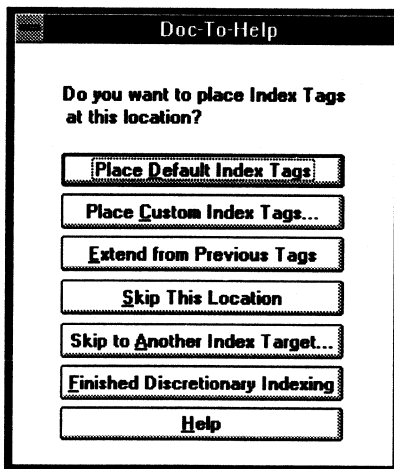 Doc-To-Help
Do you want to place Index Tags
at this location?
Place Default Index Tags
Place Custom Index Tags...
Extend from Previous Tags
Skip This Location
Skip to Another Index Target...
Finished Discretionary Indexing
Help